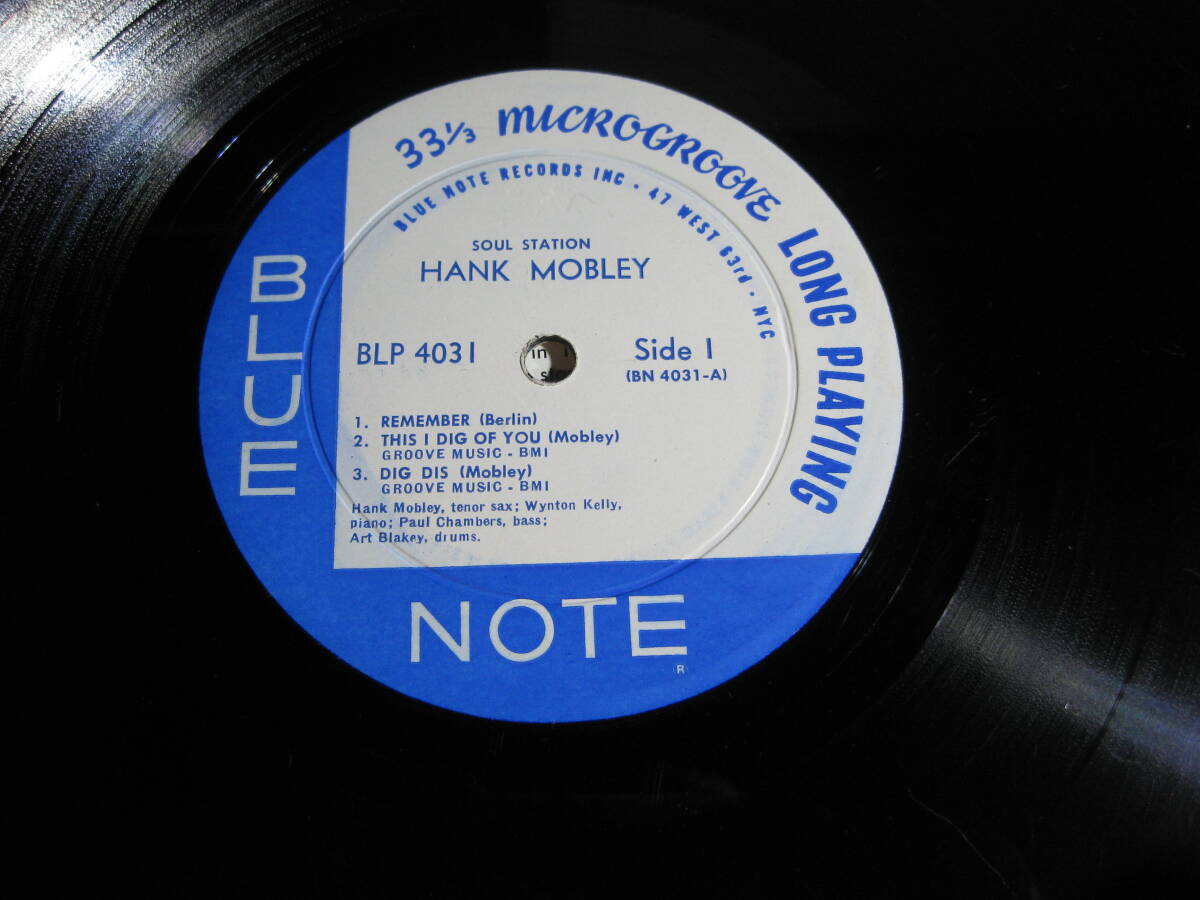 33⅓ MICROGROOVE LONG PLAYING
BLUE NOTE RECORDS INC · 47 WEST 63rd · NYC
SOUL STATION
HANK MOBLEY
BLP 4031
Side 1
(BN 4031-A)
in
1. REMEMBER (Berlin)
2. THIS I DIG OF YOU (Mobley)
GROOVE MUSIC - BMI
3. DIG DIS (Mobley)
GROOVE MUSIC - BMI
Hank Mobley, tenor sax; Wynton Kelly,
piano; Paul Chambers, bass;
Art Blakey, drums.
BLUE
NOTE
R